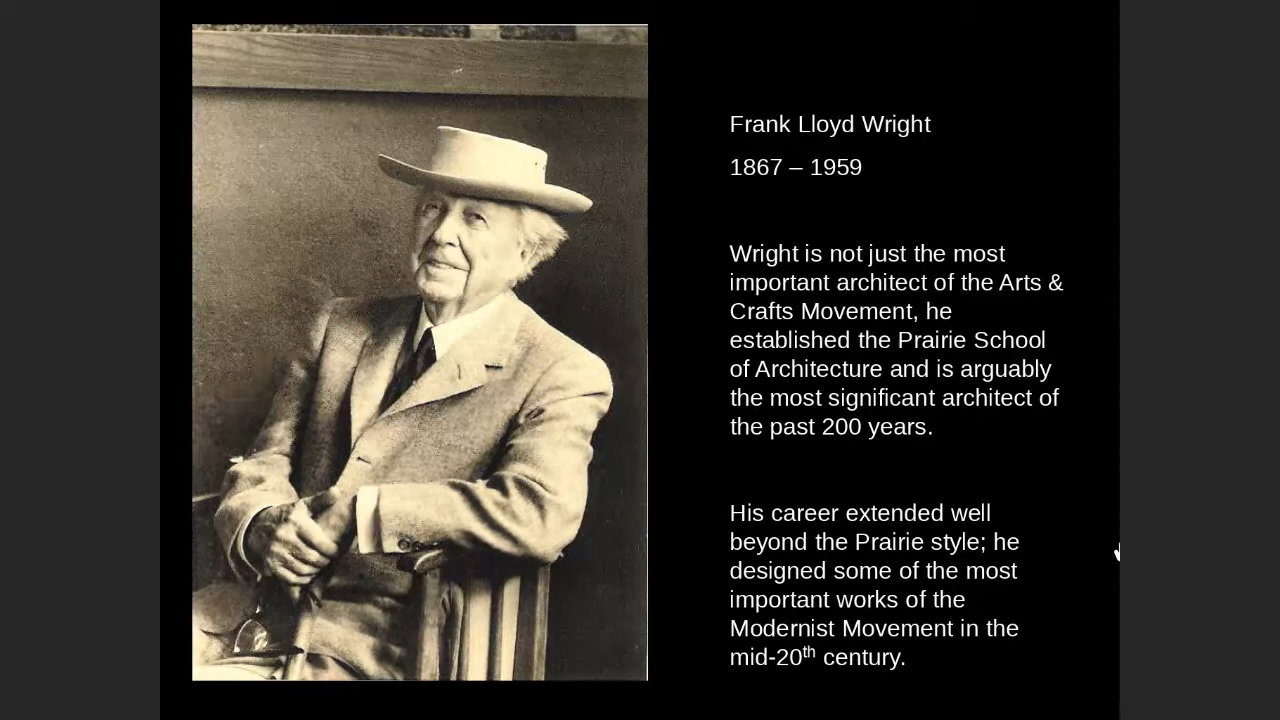 Frank Lloyd Wright
1867 – 1959
Wright is not just the most
important architect of the Arts &
Crafts Movement, he
established the Prairie School
of Architecture and is arguably
the most significant architect of
the past 200 years.
His career extended well
beyond the Prairie style; he
designed some of the most
important works of the
Modernist Movement in the
mid-20th century.